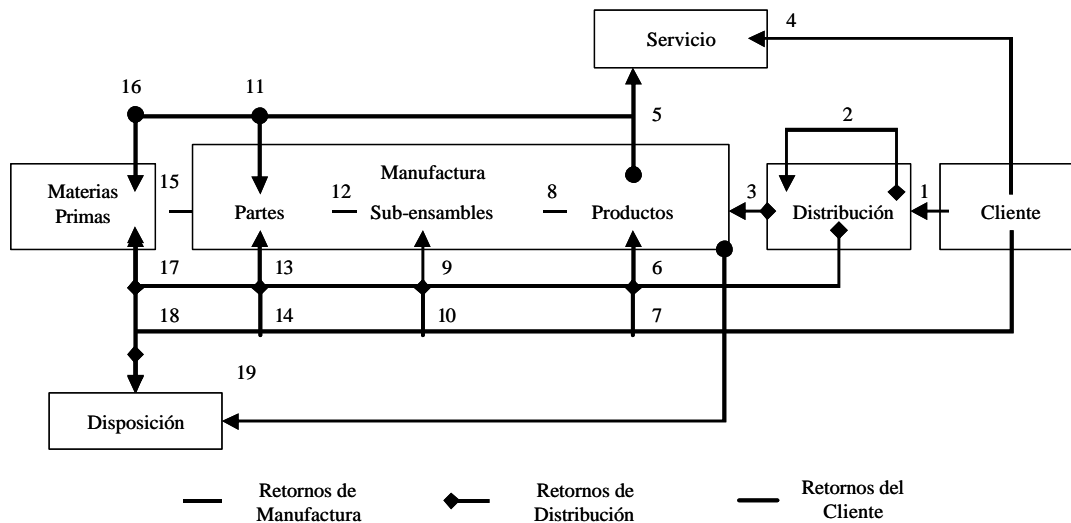 4
Servicio
16
11
5
2
Manufactura
Materias
Primas
15
Partes
12
Sub-ensambles
8
Productos
3
Distribución
1
Cliente
17
13
9
6
18
14
10
7
19
Disposición
Retornos de
Manufactura
Retornos de
Distribución
Retornos del
Cliente